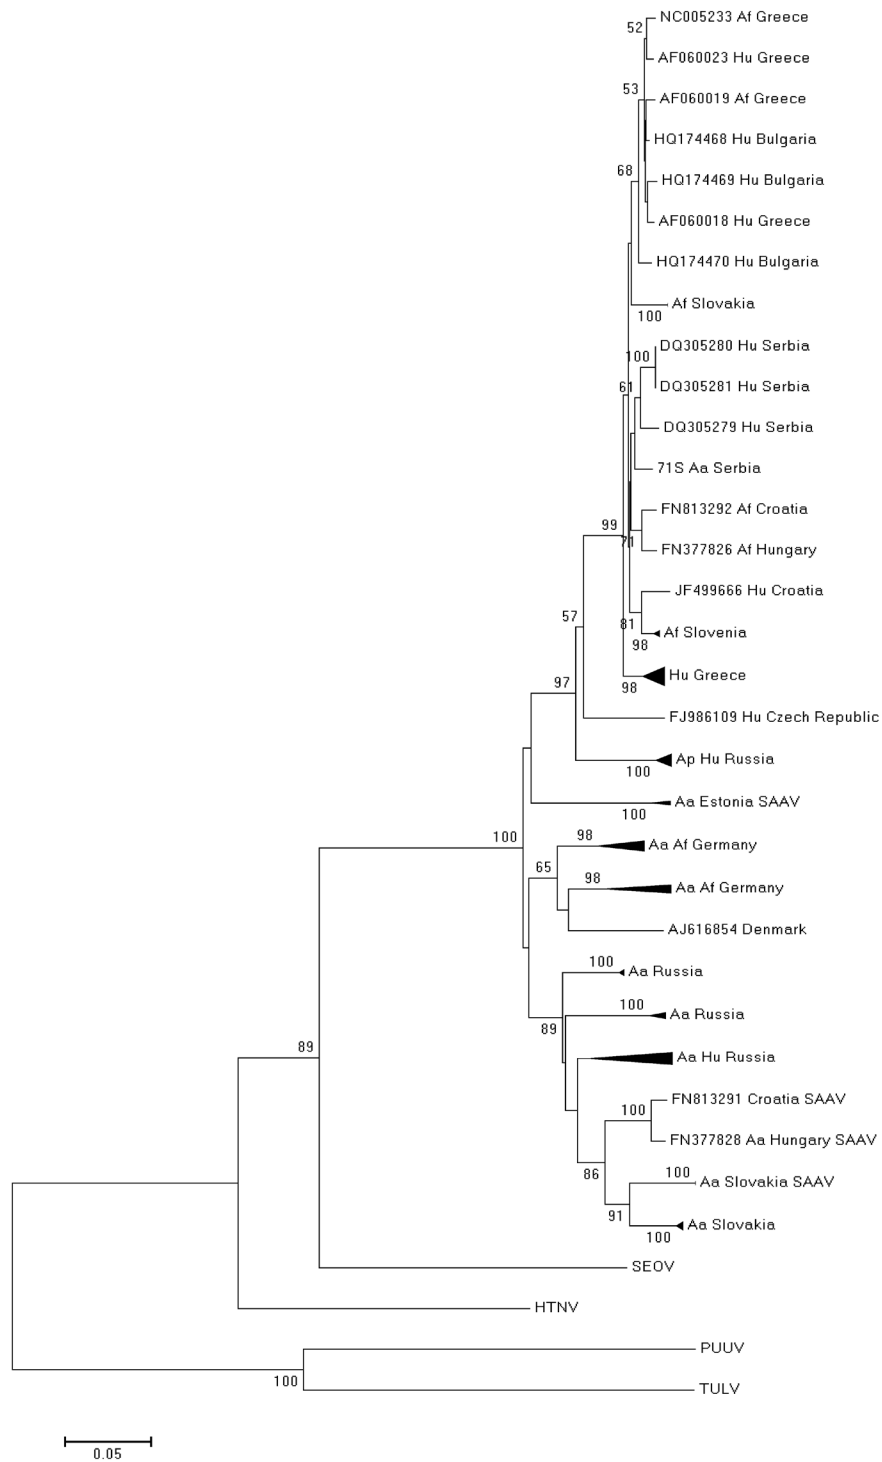 NC005233 Af Greece
52
AF060023 Hu Greece
53
AF060019 Af Greece
HQ174468 Hu Bulgaria
68
HQ174469 Hu Bulgaria
AF060018 Hu Greece
HQ174470 Hu Bulgaria
Af Slovakia
100
DQ305280 Hu Serbia
100
61
DQ305281 Hu Serbia
DQ305279 Hu Serbia
71S Aa Serbia
FN813292 Af Croatia
99
71
FN377826 Af Hungary
JF499666 Hu Croatia
57
81
Af Slovenia
98
Hu Greece
97
98
FJ986109 Hu Czech Republic
Ap Hu Russia
100
Aa Estonia SAAV
100
100
98
Aa Af Germany
65
98
Aa Af Germany
AJ616854 Denmark
100
Aa Russia
100
Aa Russia
89
89
Aa Hu Russia
FN813291 Croatia SAAV
100
FN377828 Aa Hungary SAAV
86
100
Aa Slovakia SAAV
91
Aa Slovakia
100
SEOV
HTNV
PUUV
100
TULV
0.05